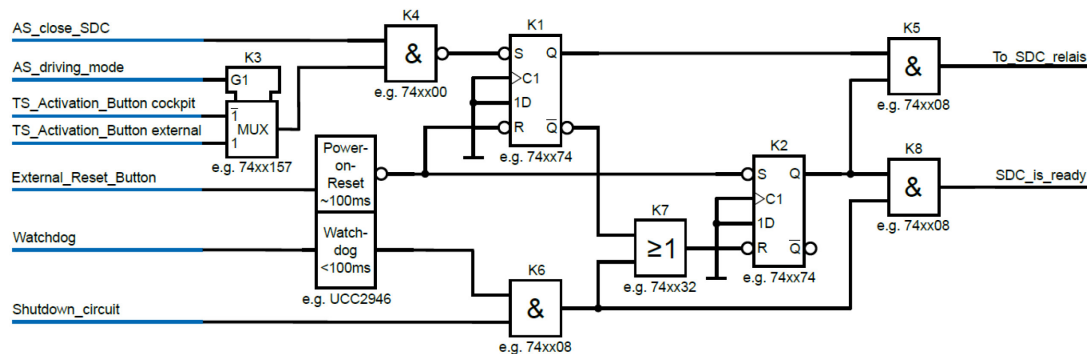 AS_close_SDC
AS_driving_mode
TS_Activation_Button cockpit
TS_Activation_Button external
External_Reset_Button
Watchdog
Shutdown_circuit
K3
G1
1
1
MUX
e.g. 74xx157
Power-
on-
Reset
~100ms
Watch-
dog
<100ms
e.g. UCC2946
K4
&
e.g. 74xx00
K1
S
Q
C1
1D
R
Q
e.g. 74xx74
K6
&
e.g. 74xx08
K7
≥1
e.g. 74xx32
K2
S
Q
C1
1D
R
Q
e.g. 74xx74
K5
&
e.g. 74xx08
To_SDC_relais
K8
&
e.g. 74xx08
SDC_is_ready